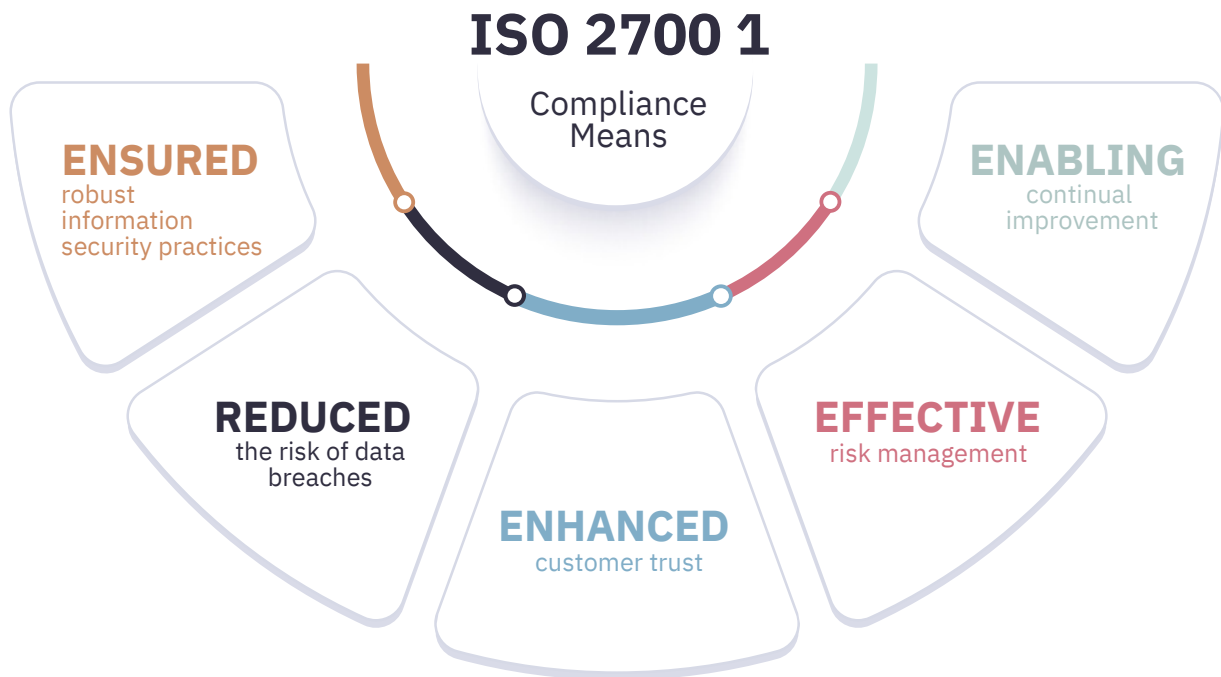 ISO 2700 1
Compliance
Means
ENSURED
robust
information
security practices
REDUCED
the risk of data
breaches
ENHANCED
customer trust
EFFECTIVE
risk management
ENABLING
continual
improvement